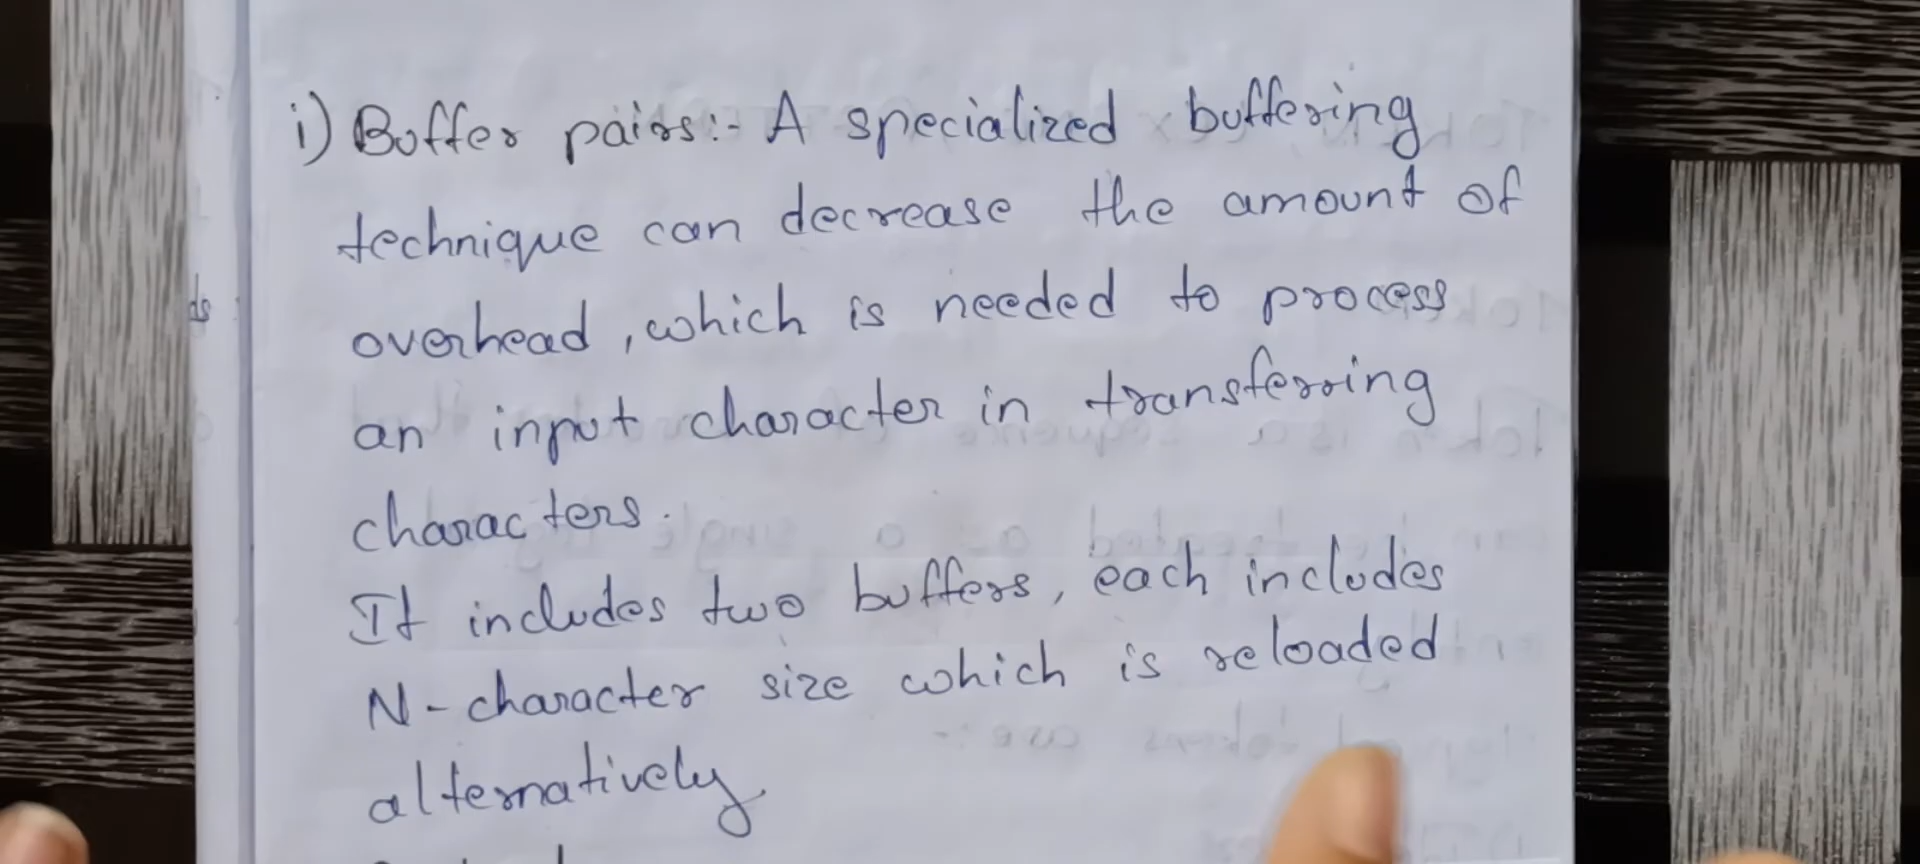 i) Buffer pairs:- A specialized buffering
technique can decrease the amount of
overhead, which is needed to process
an input character in transferring
characters.
It includes two buffers, each includes
N-character size which is reloaded
alternatively